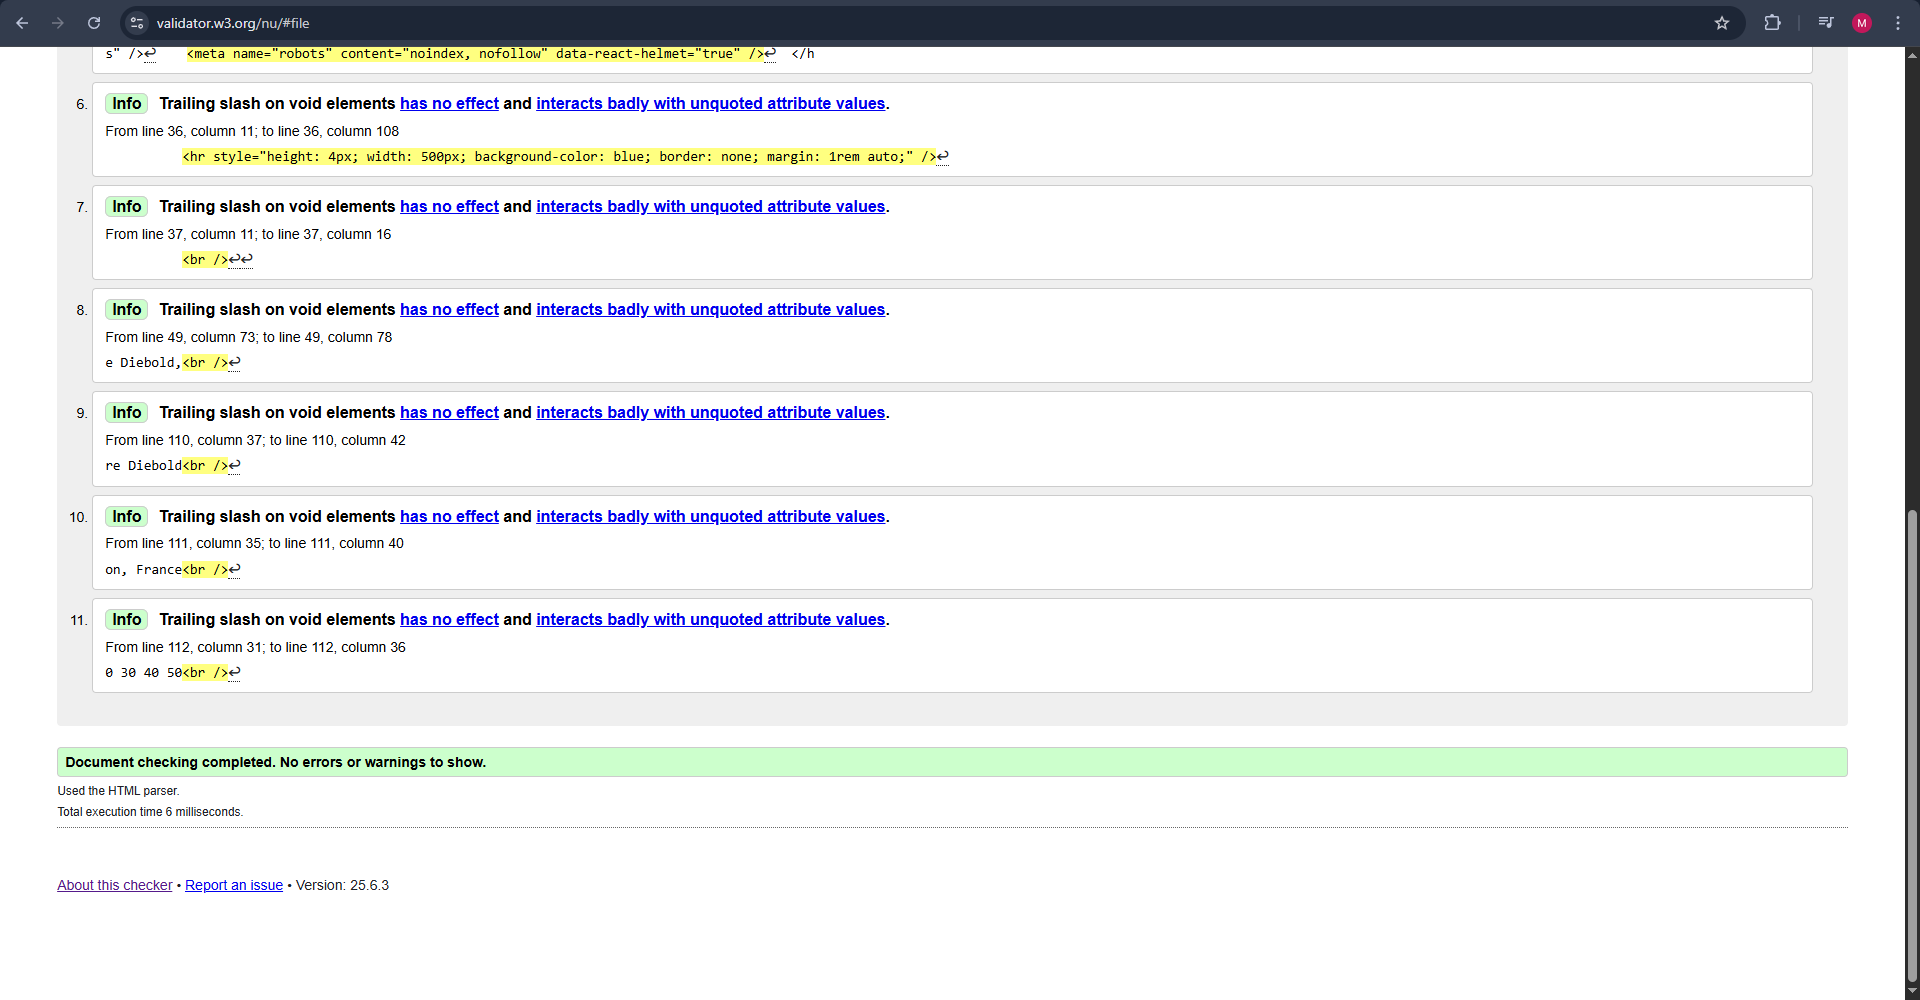 validator.w3.org/nu/#file
M
s" />↩    <meta name="robots" content="noindex, nofollow" data-react-helmet="true" />↩  </h
6. Info Trailing slash on void elements has no effect and interacts badly with unquoted attribute values.
From line 36, column 11; to line 36, column 108
<hr style="height: 4px; width: 500px; background-color: blue; border: none; margin: 1rem auto;" />↩
7. Info Trailing slash on void elements has no effect and interacts badly with unquoted attribute values.
From line 37, column 11; to line 37, column 16
<br />↩↩
8. Info Trailing slash on void elements has no effect and interacts badly with unquoted attribute values.
From line 49, column 73; to line 49, column 78
e Diebold,<br />↩
9. Info Trailing slash on void elements has no effect and interacts badly with unquoted attribute values.
From line 110, column 37; to line 110, column 42
re Diebold<br />↩
10. Info Trailing slash on void elements has no effect and interacts badly with unquoted attribute values.
From line 111, column 35; to line 111, column 40
on, France<br />↩
11. Info Trailing slash on void elements has no effect and interacts badly with unquoted attribute values.
From line 112, column 31; to line 112, column 36
0 30 40 50<br />↩
Document checking completed. No errors or warnings to show.
Used the HTML parser.
Total execution time 6 milliseconds.
About this checker • Report an issue • Version: 25.6.3